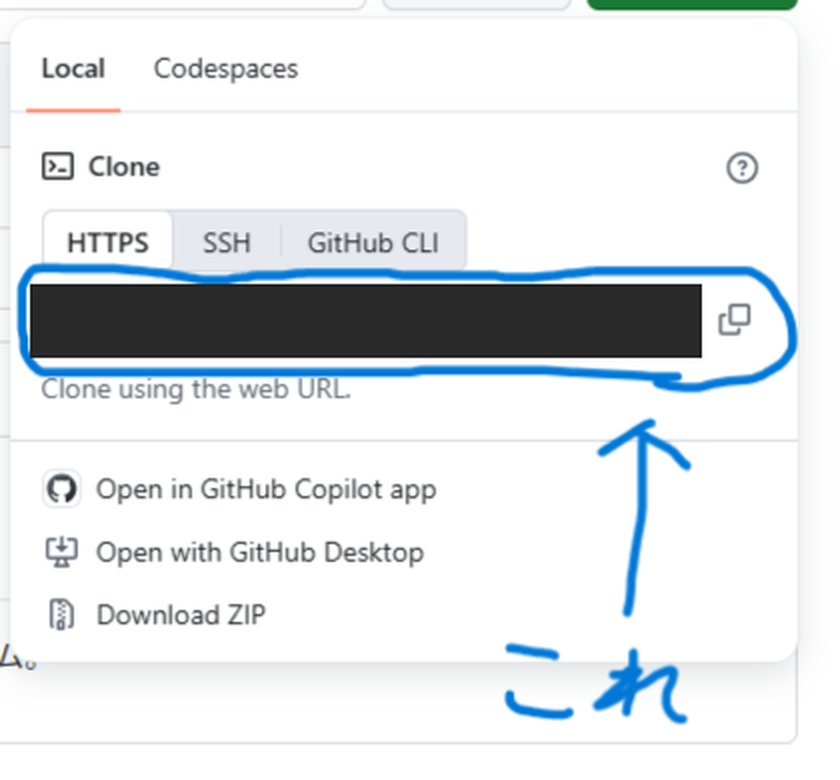 Local Codespaces
Clone
HTTPS SSH GitHub CLI
Clone using the web URL.
Open in GitHub Copilot app
Open with GitHub Desktop
Download ZIP
ム。
これ